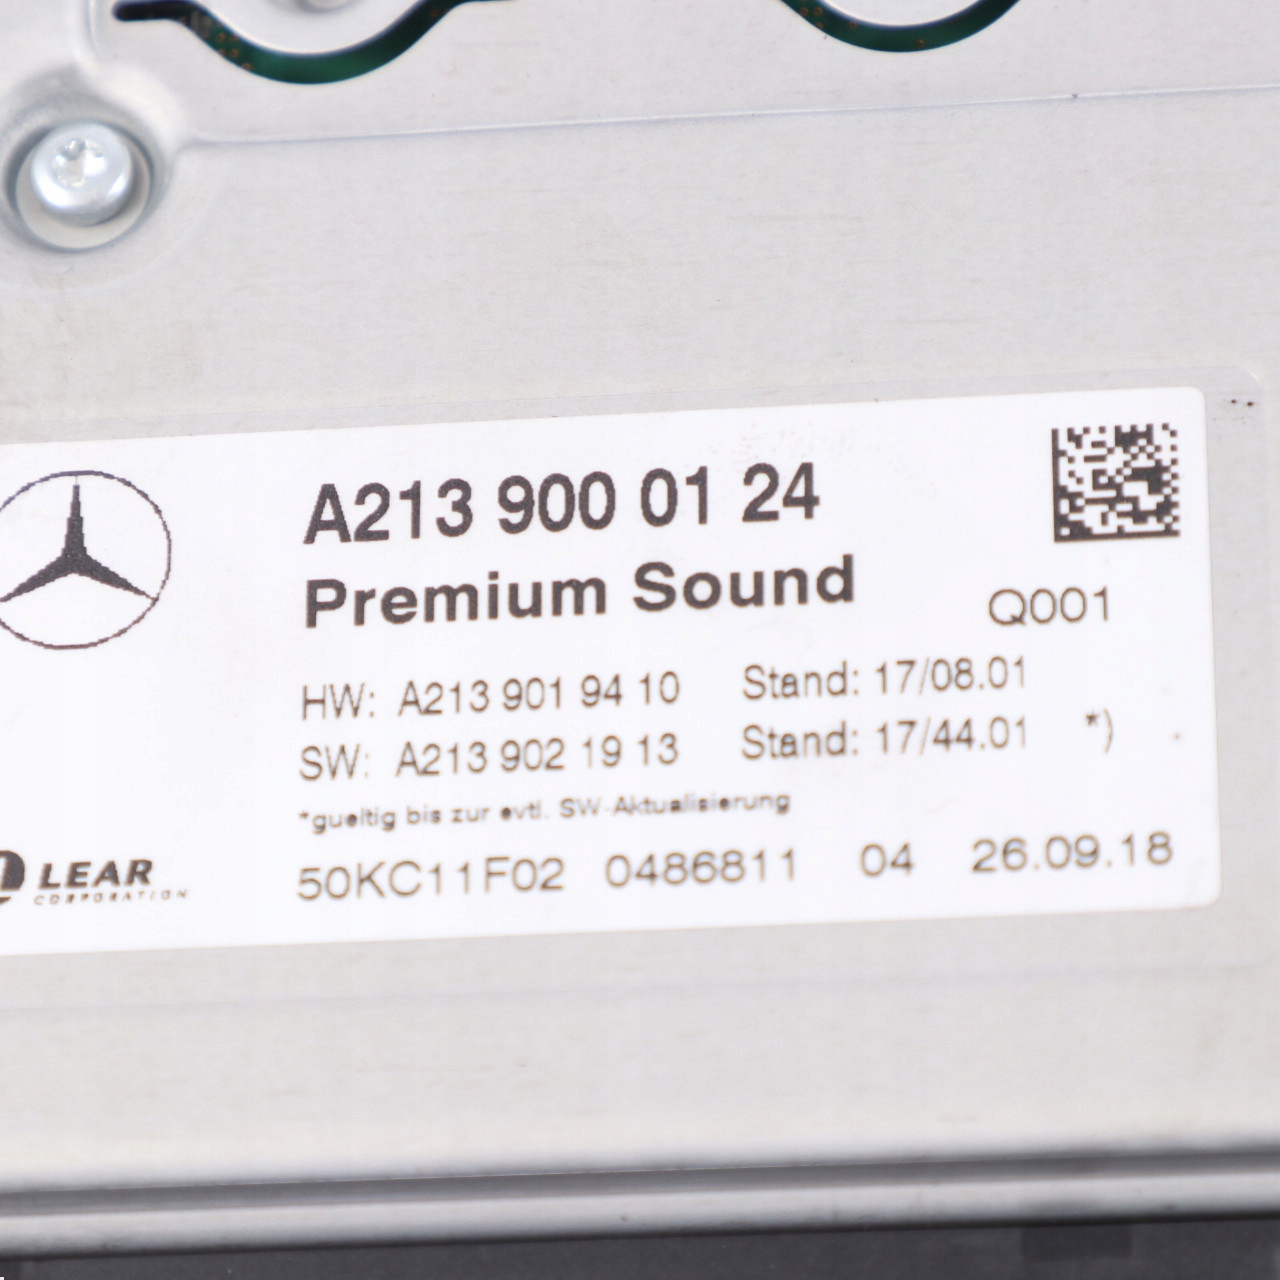 A213 900 01 24
Premium Sound
Q001
HW: A213 901 94 10 Stand: 17/08.01
SW: A213 902 19 13 Stand: 17/44.01 *)
*gueltig bis zur evtl. SW-Aktualisierung
LEAR
CORPORATION
50KC11F02 0486811 04 26.09.18